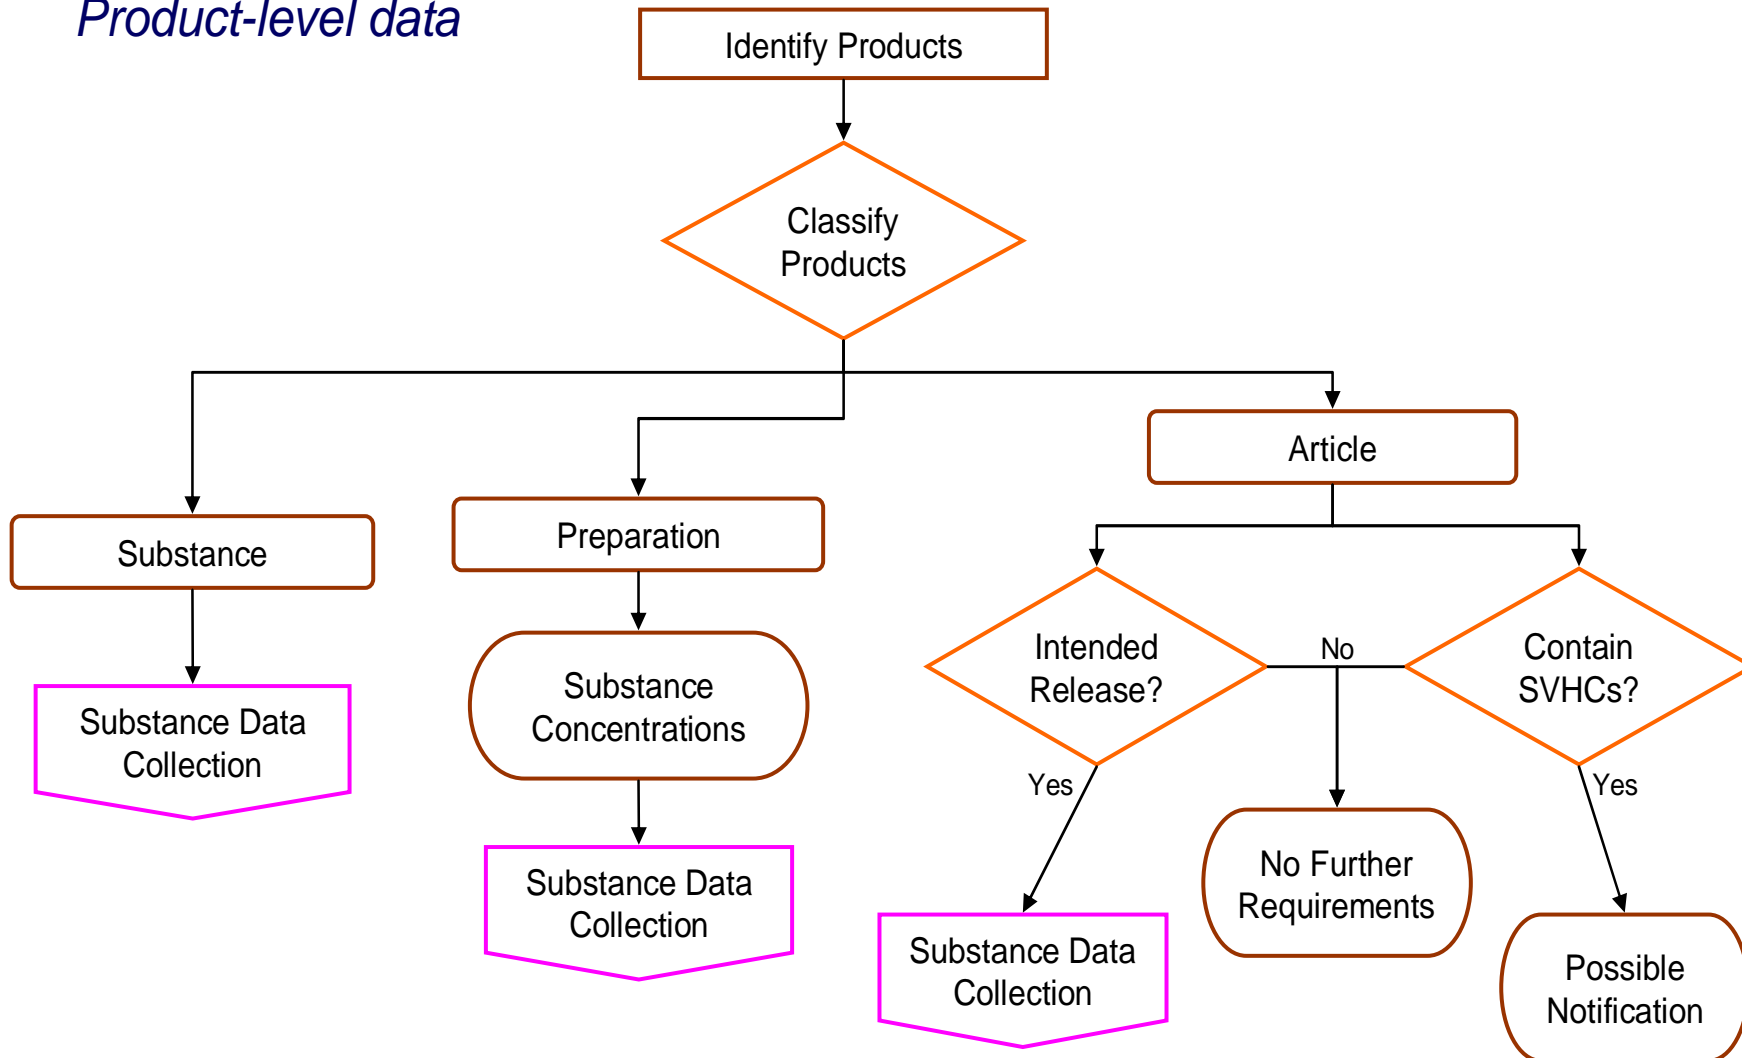 Product-level data
Identify Products
Classify
Products
Article
Substance
Preparation
Intended
Release?
No
Contain
SVHCs?
Substance
Concentrations
Substance Data
Collection
Yes
Yes
Substance Data
Collection
No Further
Requirements
Substance Data
Collection
Possible
Notification